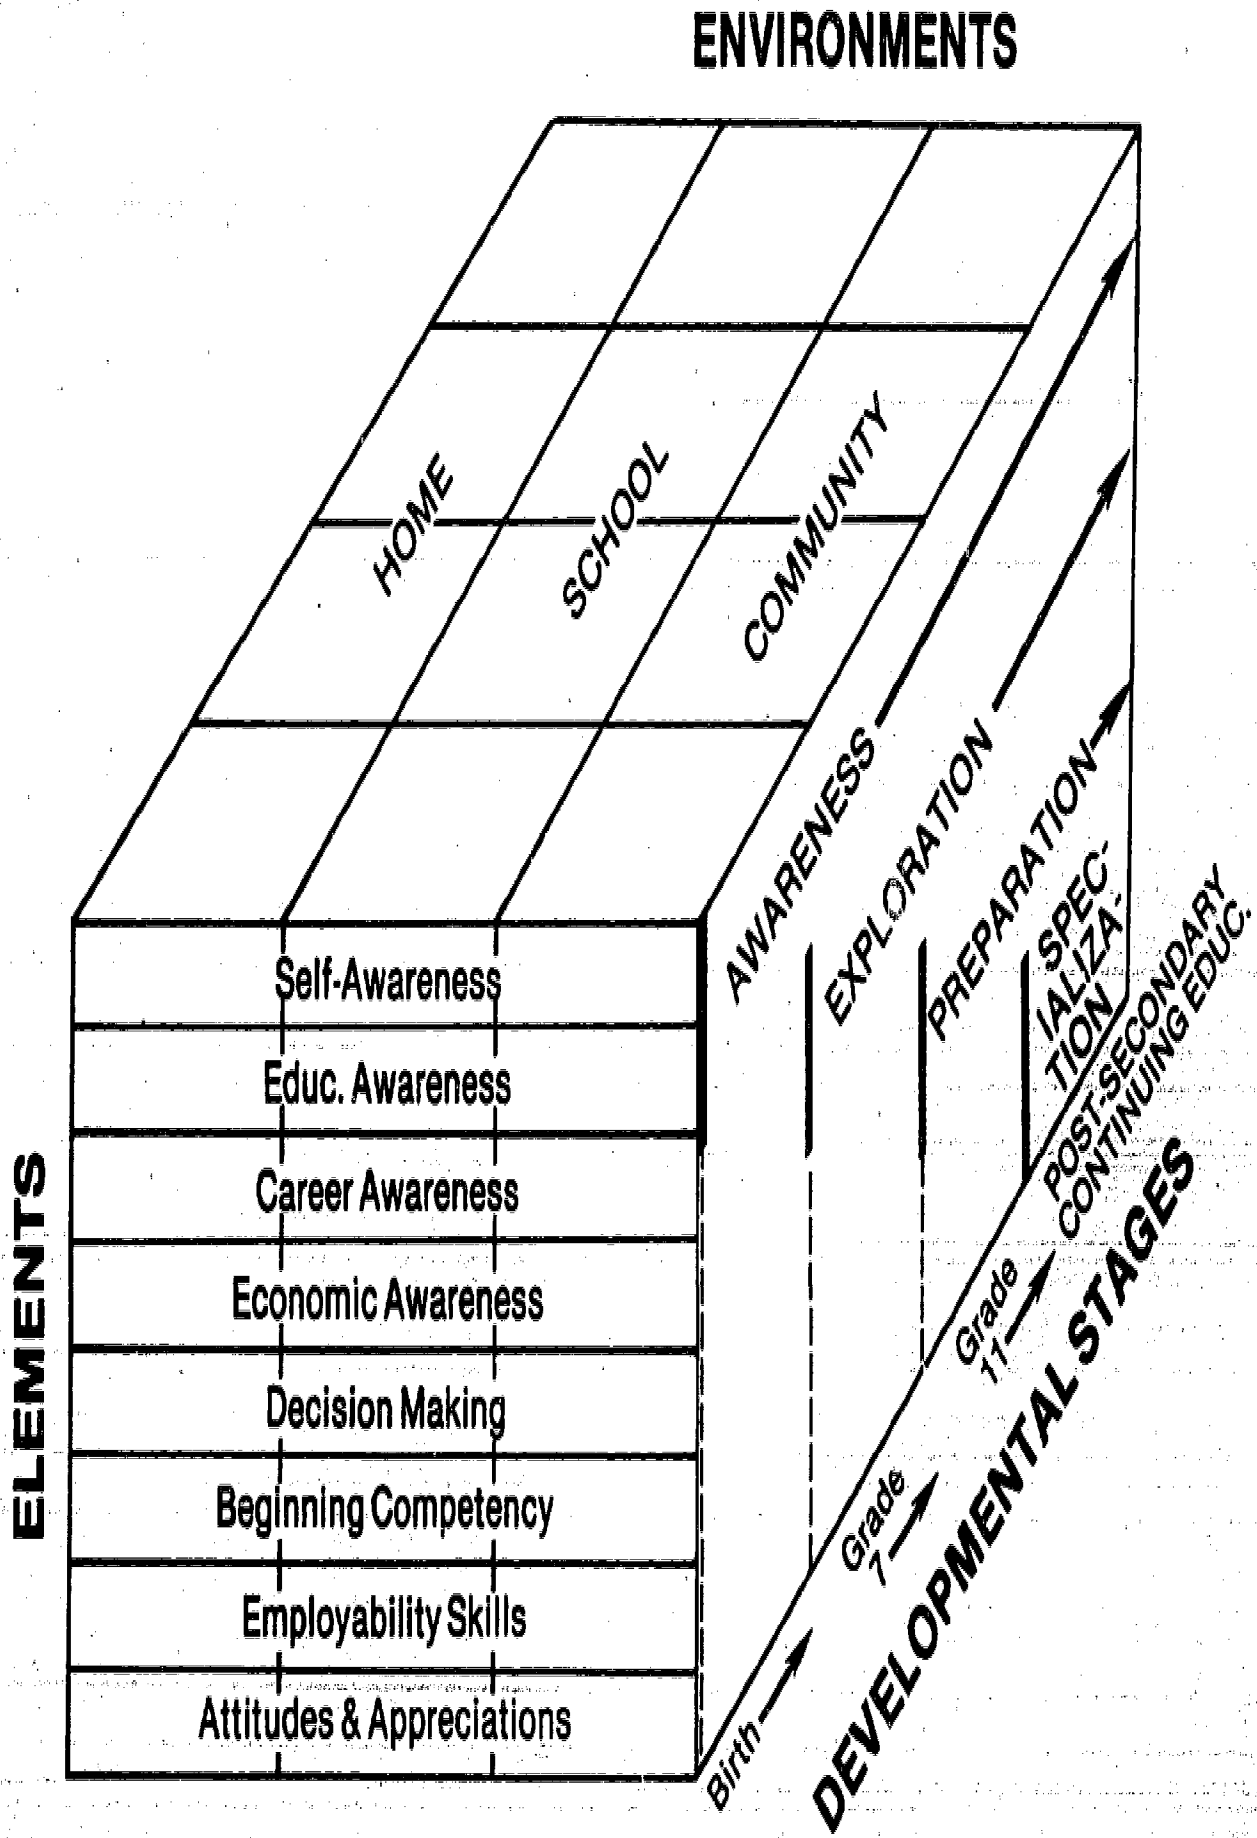 ENVIRONMENTS
HOME
SCHOOL
COMMUNITY
AWARENESS
EXPLORATION
PREPARATION
SPEC-
IALIZA-
TION
ELEMENTS
Self-Awareness
Educ. Awareness
Career Awareness
Economic Awareness
Decision Making
Beginning Competency
Employability Skills
Attitudes & Appreciations
Birth
Grade
7
Grade
11
POST-SECONDARY
CONTINUING EDUC.
DEVELOPMENTAL STAGES